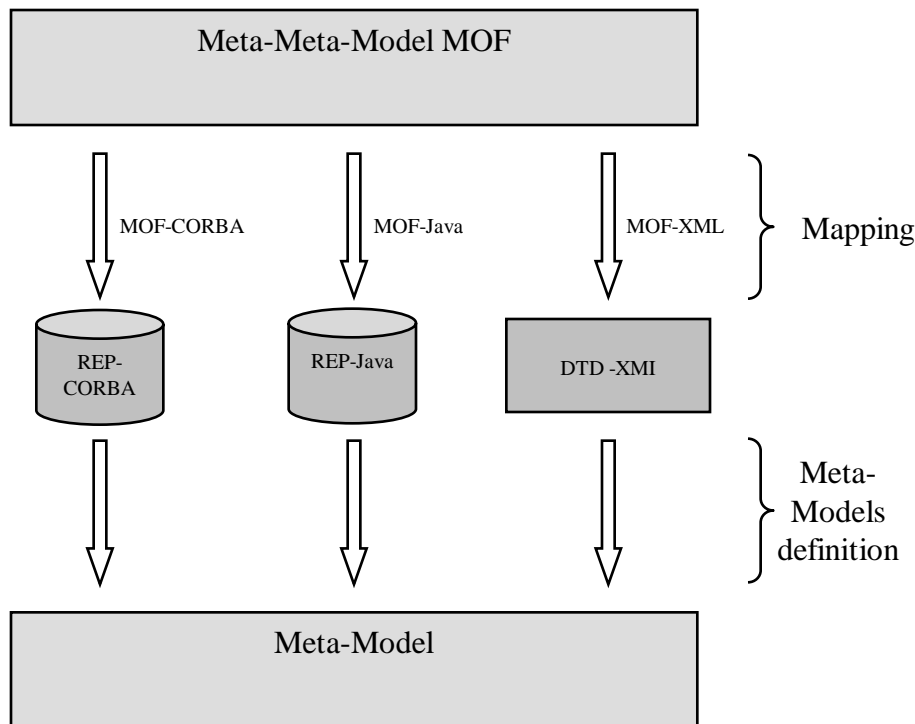 Meta-Meta-Model MOF
MOF-CORBA
MOF-Java
MOF-XML
Mapping
REP-
CORBA
REP-Java
DTD -XMI
Meta-
Models
definition
Meta-Model